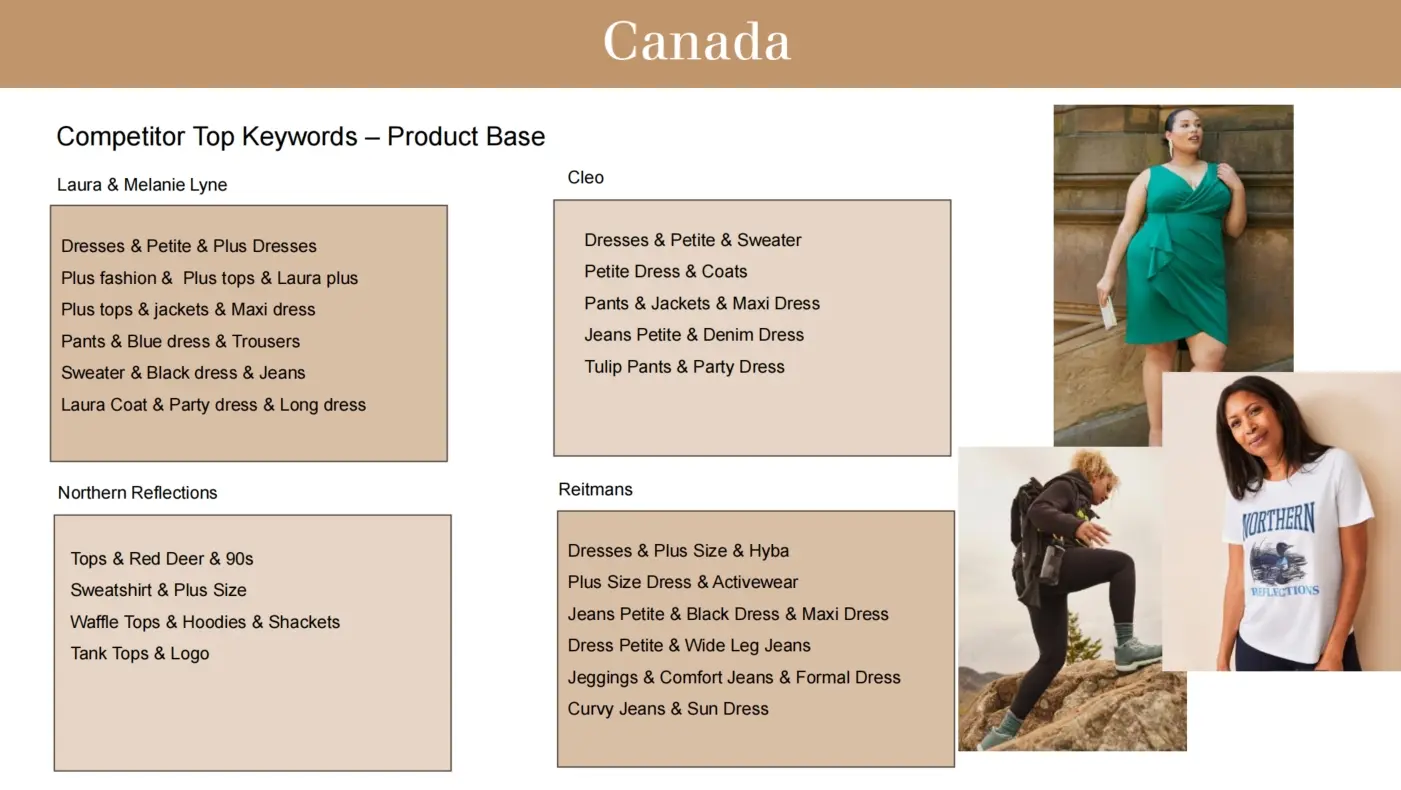 Canada
Competitor Top Keywords – Product Base
Laura & Melanie Lyne
Dresses & Petite & Plus Dresses
Plus fashion &  Plus tops & Laura plus
Plus tops & jackets & Maxi dress
Pants & Blue dress & Trousers
Sweater & Black dress & Jeans
Laura Coat & Party dress & Long dress
Cleo
Dresses & Petite & Sweater
Petite Dress & Coats
Pants & Jackets & Maxi Dress
Jeans Petite & Denim Dress
Tulip Pants & Party Dress
Northern Reflections
Tops & Red Deer & 90s
Sweatshirt & Plus Size
Waffle Tops & Hoodies & Shackets
Tank Tops & Logo
Reitmans
Dresses & Plus Size & Hyba
Plus Size Dress & Activewear
Jeans Petite & Black Dress & Maxi Dress
Dress Petite & Wide Leg Jeans
Jeggings & Comfort Jeans & Formal Dress
Curvy Jeans & Sun Dress
NORTHERN
REFLECTIONS